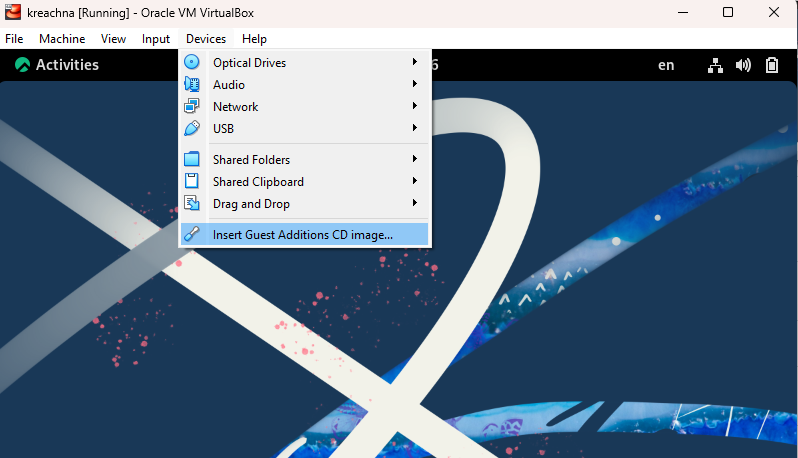 kreachna [Running] - Oracle VM VirtualBox
File Machine View Input Devices Help
Activities 6 en
Optical Drives
Audio
Network
USB
Shared Folders
Shared Clipboard
Drag and Drop
Insert Guest Additions CD image...